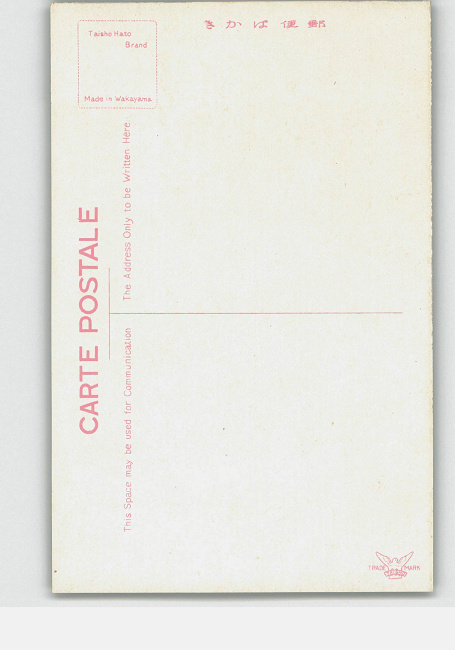 郵便はかき
Taisho Hato
Brand
Made in Wakayama
CARTE POSTALE
The Address Only to be Written Here
This Space may be used for Communication
TRADE MARK